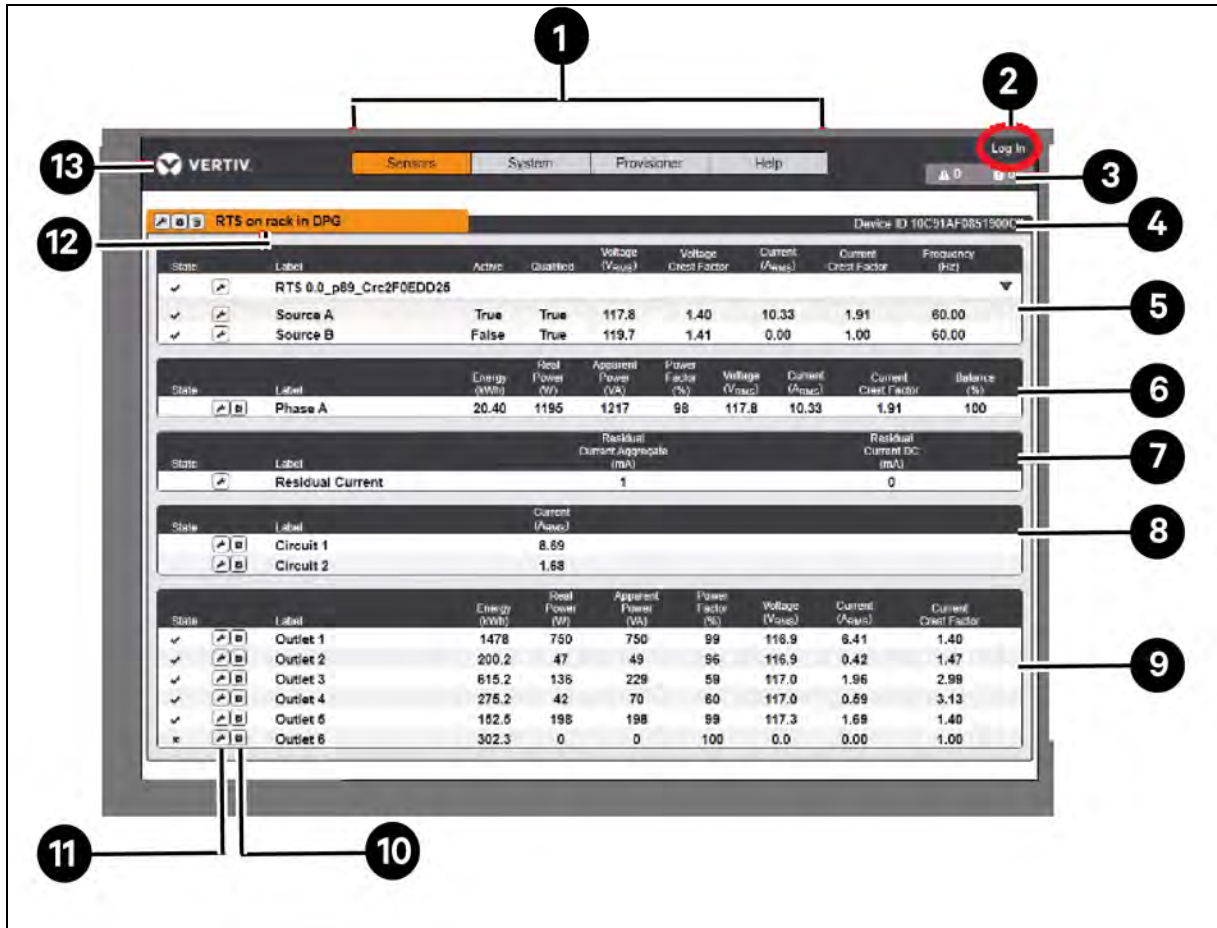 1
2
Log In
13
VERTIV
Sensors System Provisioner Help
0
3
RTS on rack in DPG
4
12
State Label Active Qualified Voltage (VRMS) Voltage Crest Factor Current (ARMS) Current Crest Factor Frequency (Hz)
RTS 0.0_p89_Crc2F0EDD25
5
Source A True True 117.8 1.40 10.33 1.91 60.00
Source B False True 119.7 1.41 0.00 1.00 60.00
State Label Energy (kWh) Real Power (W) Apparent Power (VA) Power Factor (%) Voltage (VRMS) Current (ARMS) Current Crest Factor Balance (%)
6
Phase A 20.40 1195 1217 98 117.8 10.33 1.91 100
State Label Residual Current Aggregate (mA) Residual Current DC (mA)
7
Residual Current 1 0
State Label Current (ARMS)
8
Circuit 1 8.69
Circuit 2 1.68
State Label Energy (kWh) Real Power (W) Apparent Power (VA) Power Factor (%) Voltage (VRMS) Current (ARMS) Current Crest Factor
Outlet 1 1478 750 750 99 116.9 6.41 1.40
Outlet 2 200.2 47 49 96 116.9 0.42 1.47
9
Outlet 3 615.2 136 229 59 117.0 1.96 2.99
Outlet 4 275.2 42 70 60 117.0 0.59 3.13
Outlet 5 152.5 198 198 99 117.3 1.69 1.40
Outlet 6 302.3 0 0 100 0.0 0.00 1.00
11
10